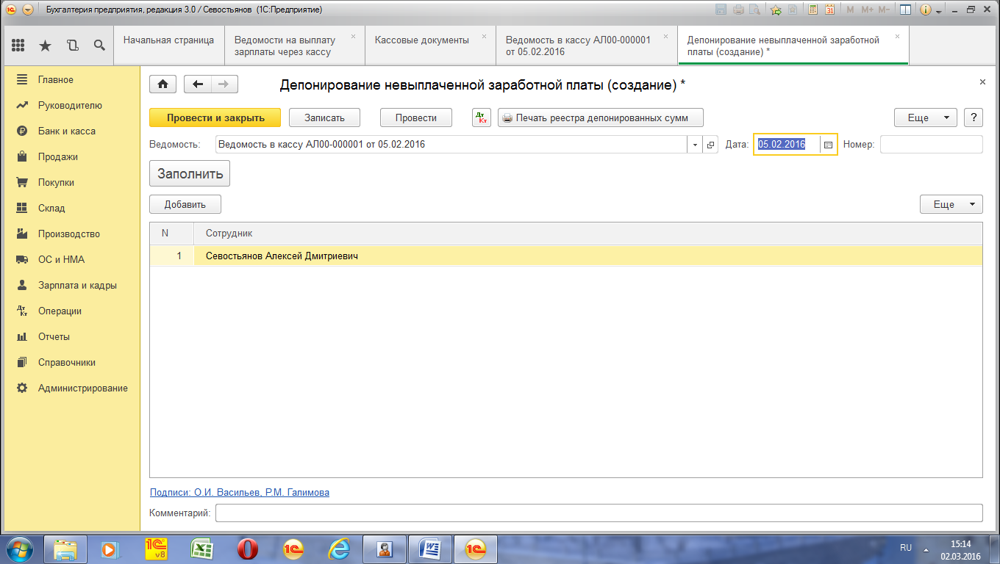 Бухгалтерия предприятия, редакция 3.0 / Севостьянов (1С:Предприятие)
M M+ M-
Начальная страница
Ведомости на выплату
зарплаты через кассу
Кассовые документы
Ведомость в кассу АЛ00-000001
от 05.02.2016
Депонирование невыплаченной заработной
платы (создание) *
Главное
Руководителю
Банк и касса
Продажи
Покупки
Склад
Производство
ОС и НМА
Зарплата и кадры
Операции
Отчеты
Справочники
Администрирование
Депонирование невыплаченной заработной платы (создание) *
Провести и закрыть Записать Провести Дт Кт Печать реестра депонированных сумм Еще ?
Ведомость: Ведомость в кассу АЛ00-000001 от 05.02.2016 Дата: 05.02.2016 Номер:
Заполнить
Добавить Еще
N Сотрудник
1 Севостьянов Алексей Дмитриевич
Подписи: О.И. Васильев, Р.М. Галимова
Комментарий:
RU 15:14
02.03.2016